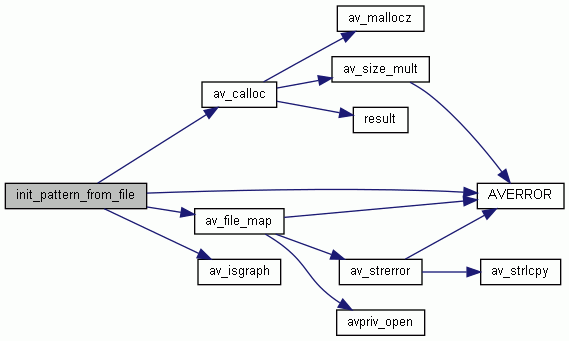 av_mallocz
av_size_mult
av_calloc
result
init_pattern_from_file
AVERROR
av_file_map
av_isgraph
av_strerror
av_strlcpy
avpriv_open